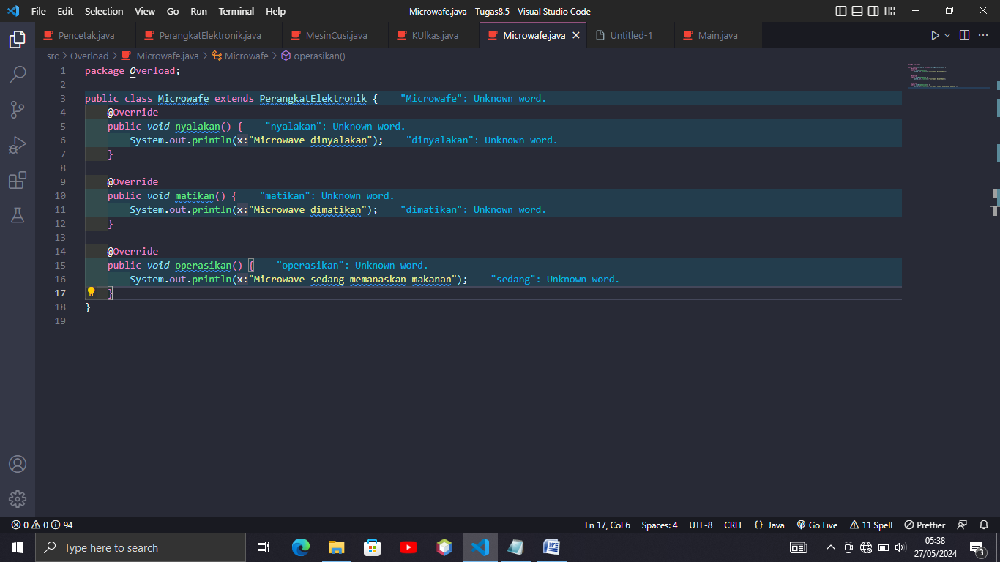 File Edit Selection View Go Run Terminal Help Microwafe.java - Tugas8.5 - Visual Studio Code
Pencetak.java PerangkatElektronik.java MesinCusi.java KUlkas.java Microwafe.java Untitled-1 Main.java
src > Overload > Microwafe.java > Microwafe > operasikan()
1 package Overload;
2
3 public class Microwafe extends PerangkatElektronik { "Microwafe": Unknown word.
4 @Override
5 public void nyalakan() { "nyalakan": Unknown word.
6 System.out.println(x:"Microwave dinyalakan"); "dinyalakan": Unknown word.
7 }
8
9 @Override
10 public void matikan() { "matikan": Unknown word.
11 System.out.println(x:"Microwave dimatikan"); "dimatikan": Unknown word.
12 }
13
14 @Override
15 public void operasikan() { "operasikan": Unknown word.
16 System.out.println(x:"Microwave sedang memanaskan makanan"); "sedang": Unknown word.
17 }
18 }
19
0 0 94 Ln 17, Col 6 Spaces: 4 UTF-8 CRLF {} Java Go Live 11 Spell Prettier
Type here to search
05:38
27/05/2024
3